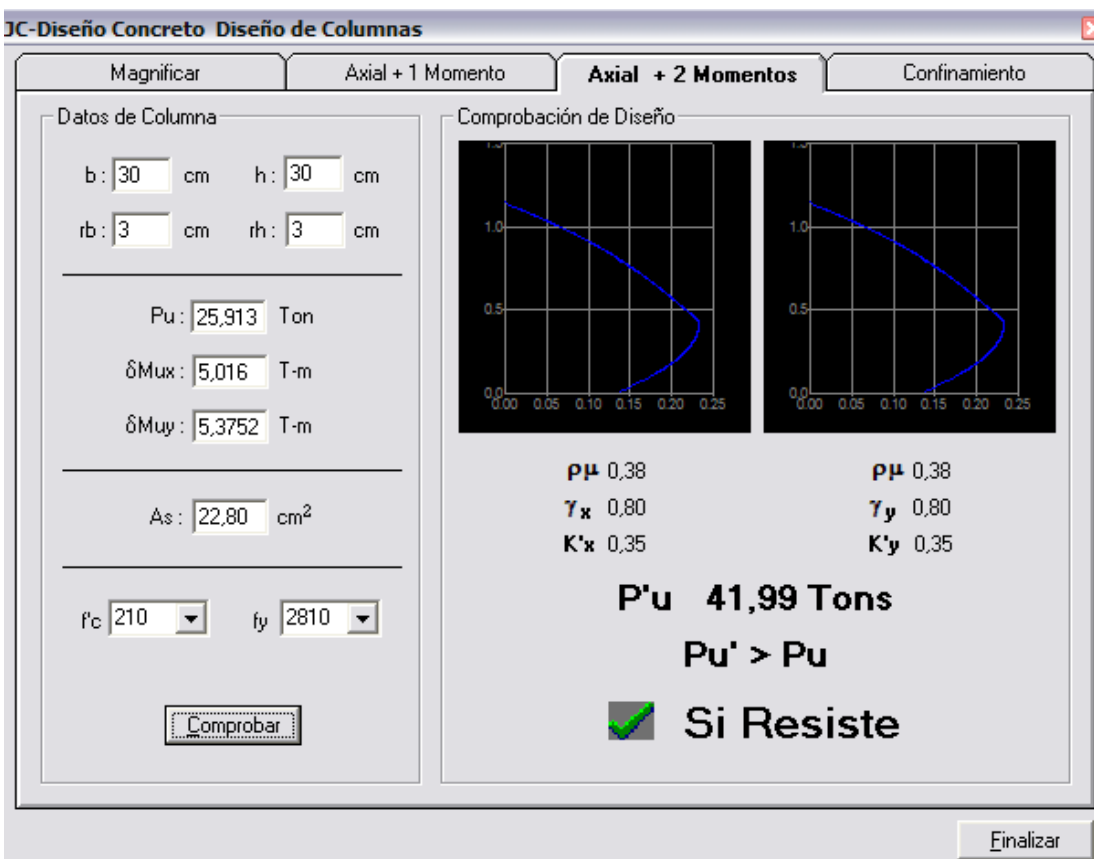 JC-Diseño Concreto Diseño de Columnas
Magnificar
Axial + 1 Momento
Axial + 2 Momentos
Confinamiento
Datos de Columna
b : 30 cm h : 30 cm
rb : 3 cm rh : 3 cm
Pu : 25,913 Ton
δMux : 5,016 T-m
δMuy : 5,3752 T-m
As : 22,80 cm²
f'c 210 fy 2810
Comprobar
Comprobación de Diseño
1.0
0.5
0.0
0.00 0.05 0.10 0.15 0.20 0.25
1.0
0.5
0.0
0.00 0.05 0.10 0.15 0.20 0.25
ρμ 0,38
γx 0,80
K'x 0,35
ρμ 0,38
γy 0,80
K'y 0,35
P'u 41,99 Tons
Pu' > Pu
Si Resiste
Finalizar